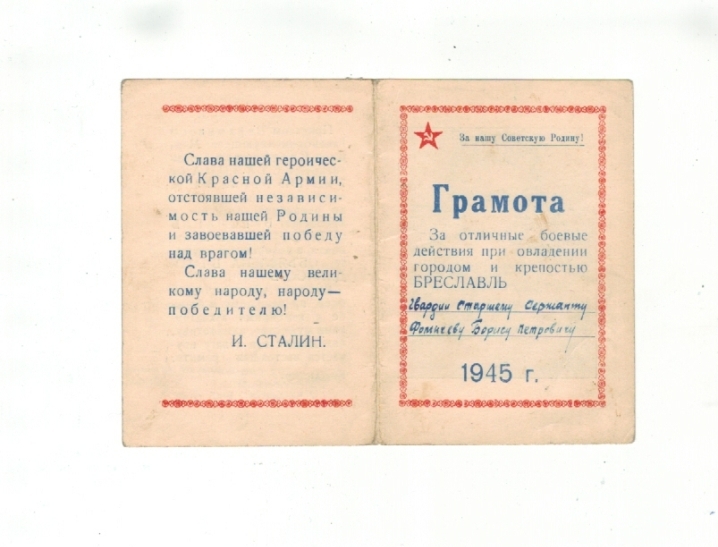 Слава нашей героичес-
кой Красной Армии,
отстоявшей независи-
мость нашей Родины
и завоевавшей победу
над врагом!
Слава нашему вели-
кому народу, народу—
победителю!
И. СТАЛИН.
За нашу Советскую Родину!
Грамота
За отличные боевые
действия при овладении
городом и крепостью
БРЕСЛАВЛЬ
гвардии старшему сержанту
Фомичеву Борису Петровичу
1945 г.